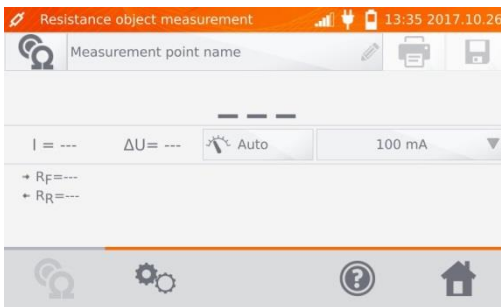 Resistance object measurement 13:35 2017.10.26
Measurement point name
---
I = --- ΔU= --- Auto 100 mA
→ RF=---
← RR=---
?